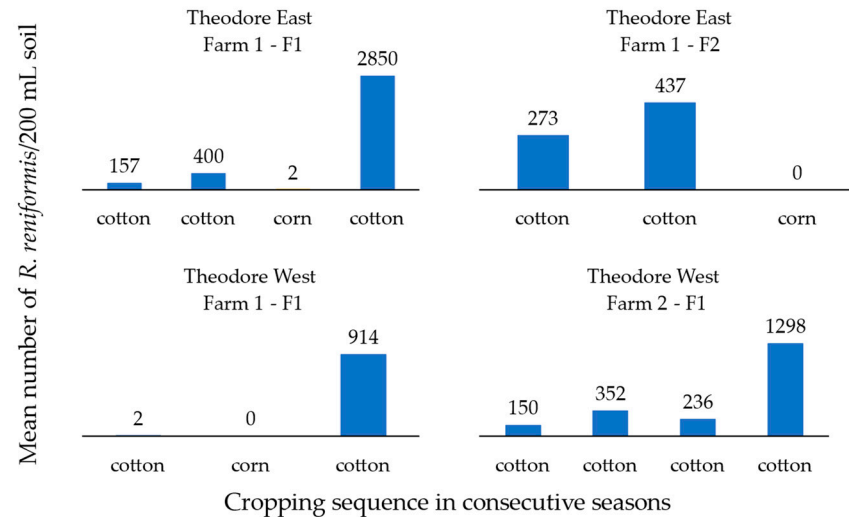 Theodore East
Farm 1 - F1
2850
157
400
2
cotton cotton corn cotton
Theodore East
Farm 1 - F2
273
437
0
cotton cotton corn
Theodore West
Farm 1 - F1
2
0
914
cotton corn cotton
Theodore West
Farm 2 - F1
150
352
236
1298
cotton cotton cotton cotton
Mean number of R. reniformis/200 mL soil
Cropping sequence in consecutive seasons